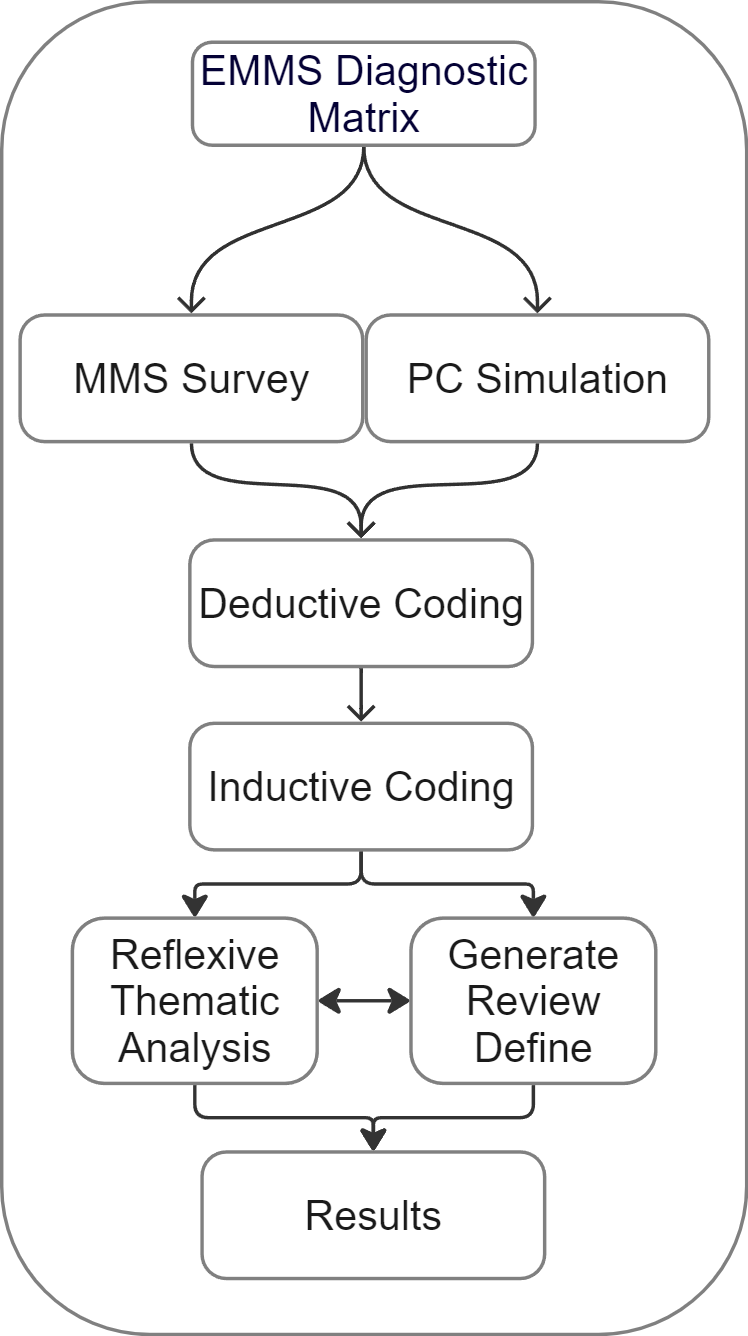 EMMS Diagnostic
Matrix
MMS Survey
PC Simulation
Deductive Coding
Inductive Coding
Reflexive
Thematic
Analysis
Generate
Review
Define
Results